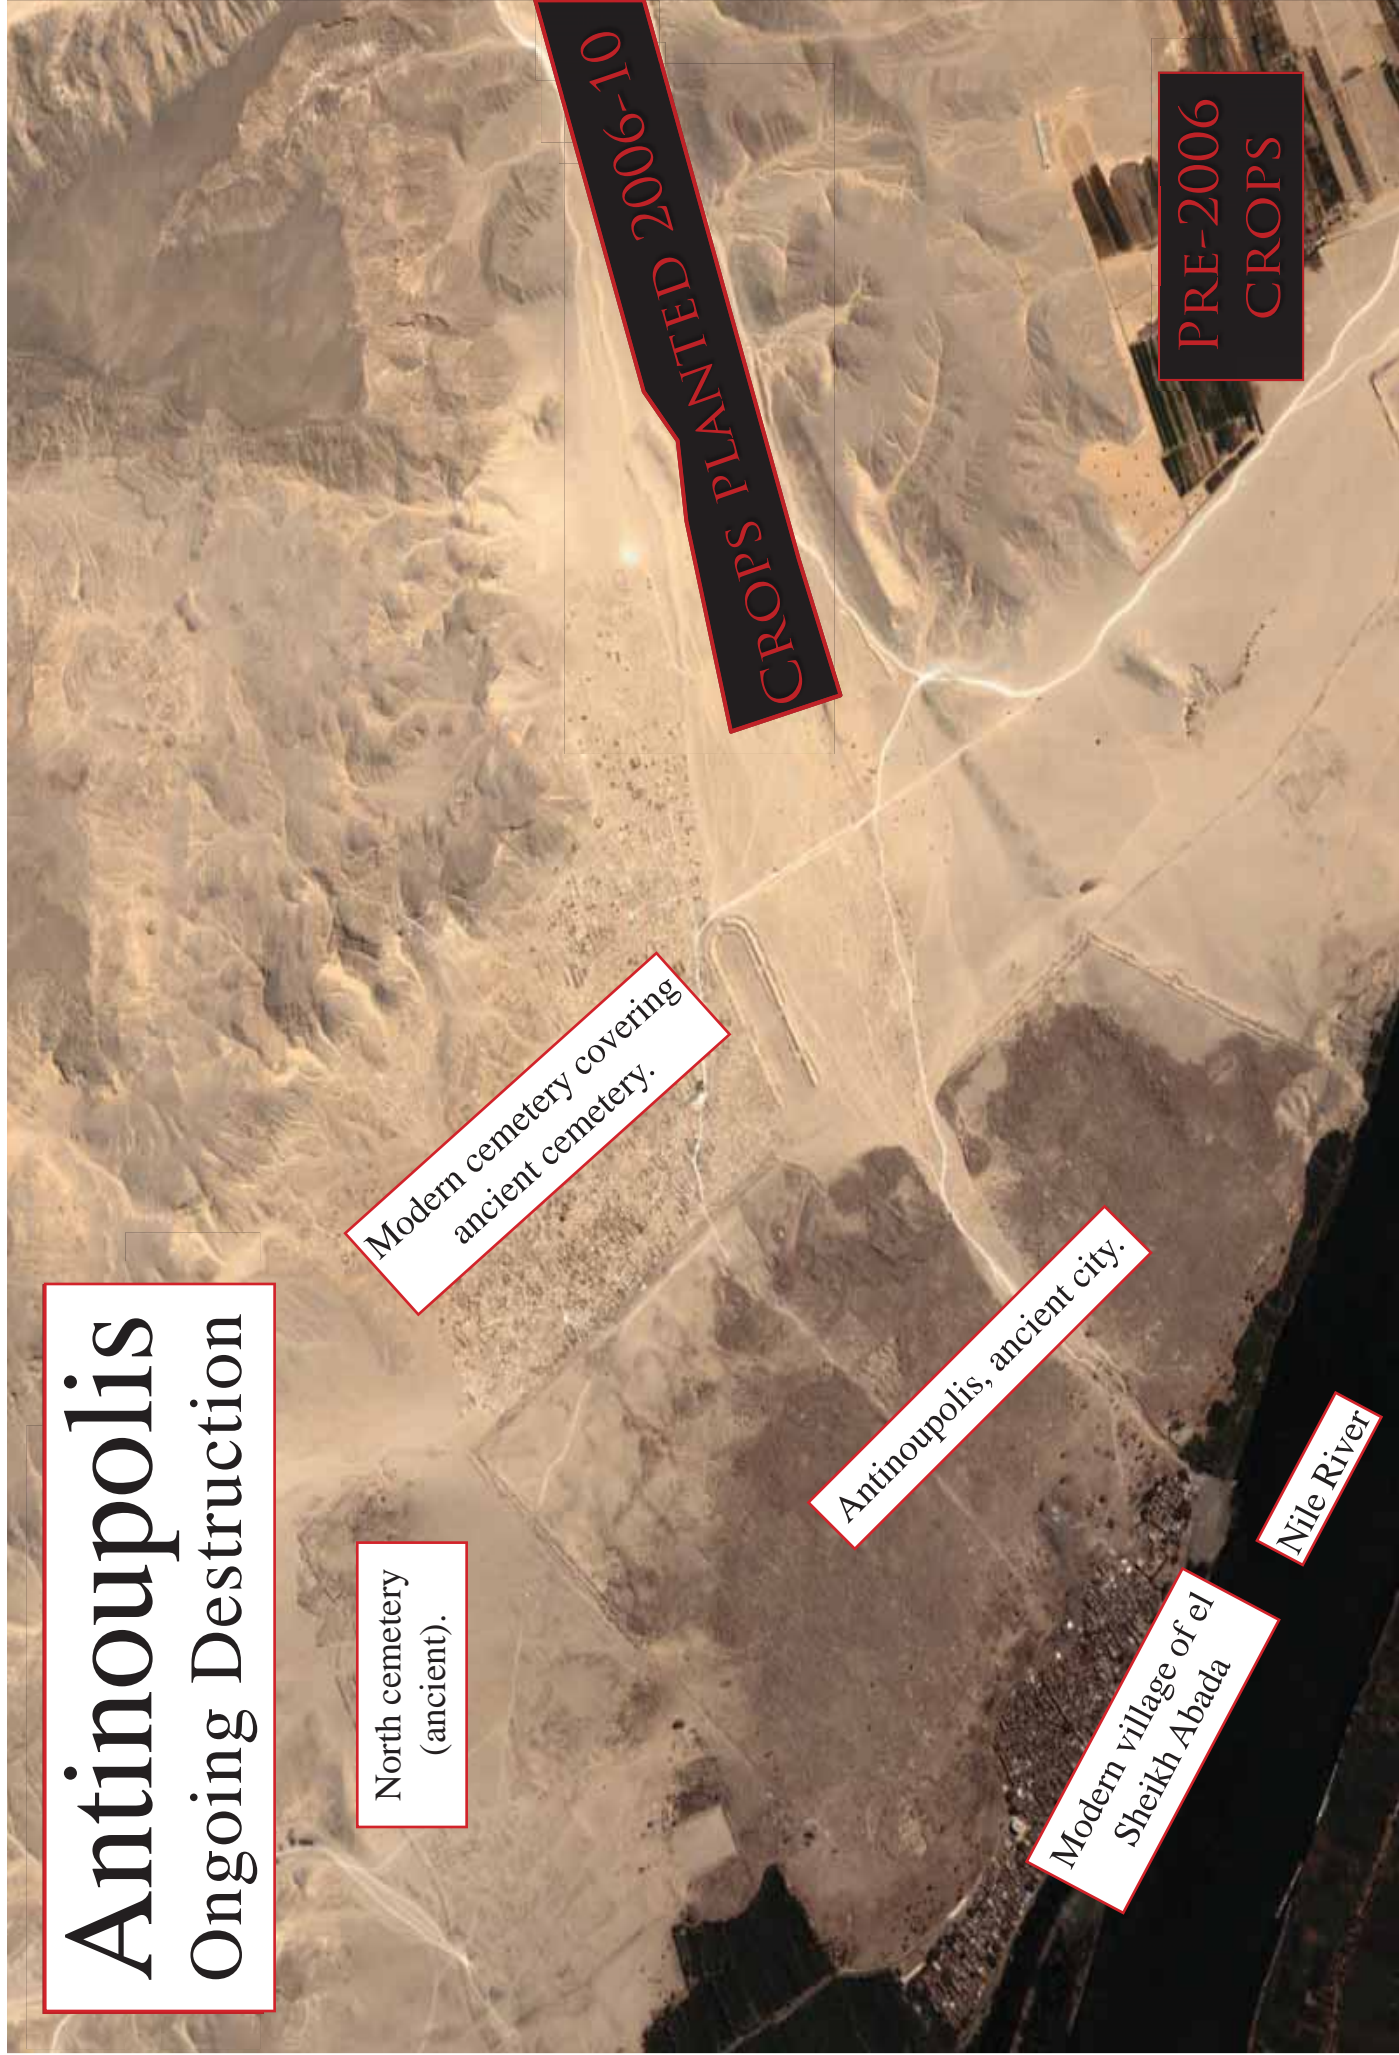 Antinoupolis
Ongoing Destruction
North cemetery
(ancient).
Modern cemetery covering
ancient cemetery.
Crops planted 2006-10
Antinoupolis, ancient city.
Modern village of el
Sheikh Abada
Nile River
Pre-2006
crops